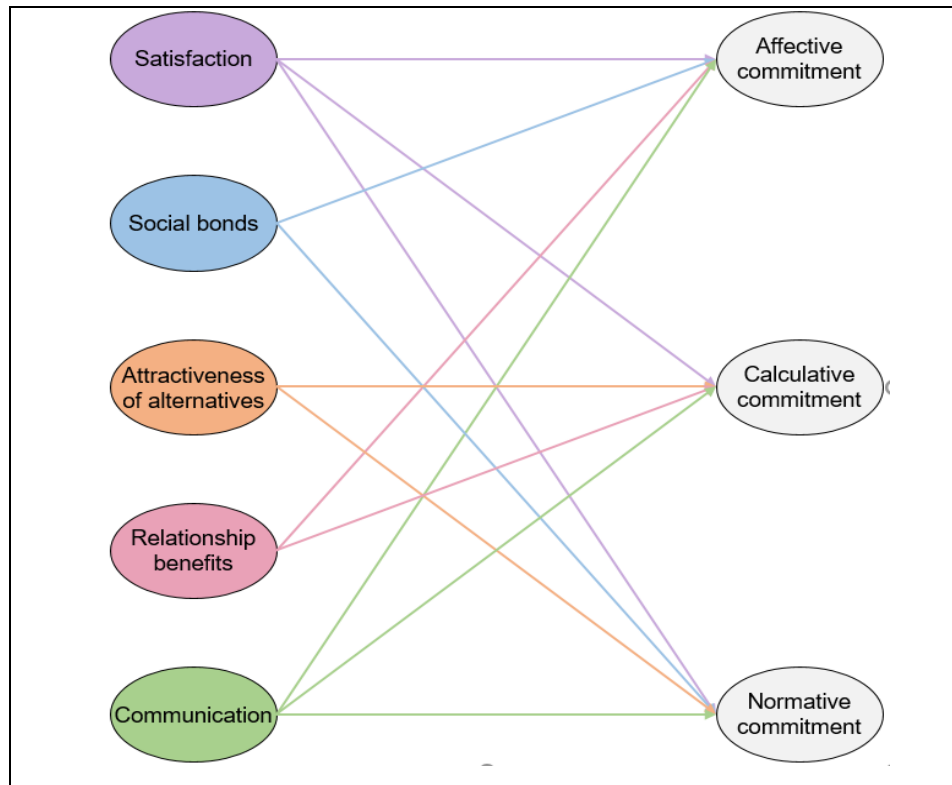 Satisfaction
Affective
commitment
Social bonds
Attractiveness
of alternatives
Calculative
commitment
Relationship
benefits
Communication
Normative
commitment